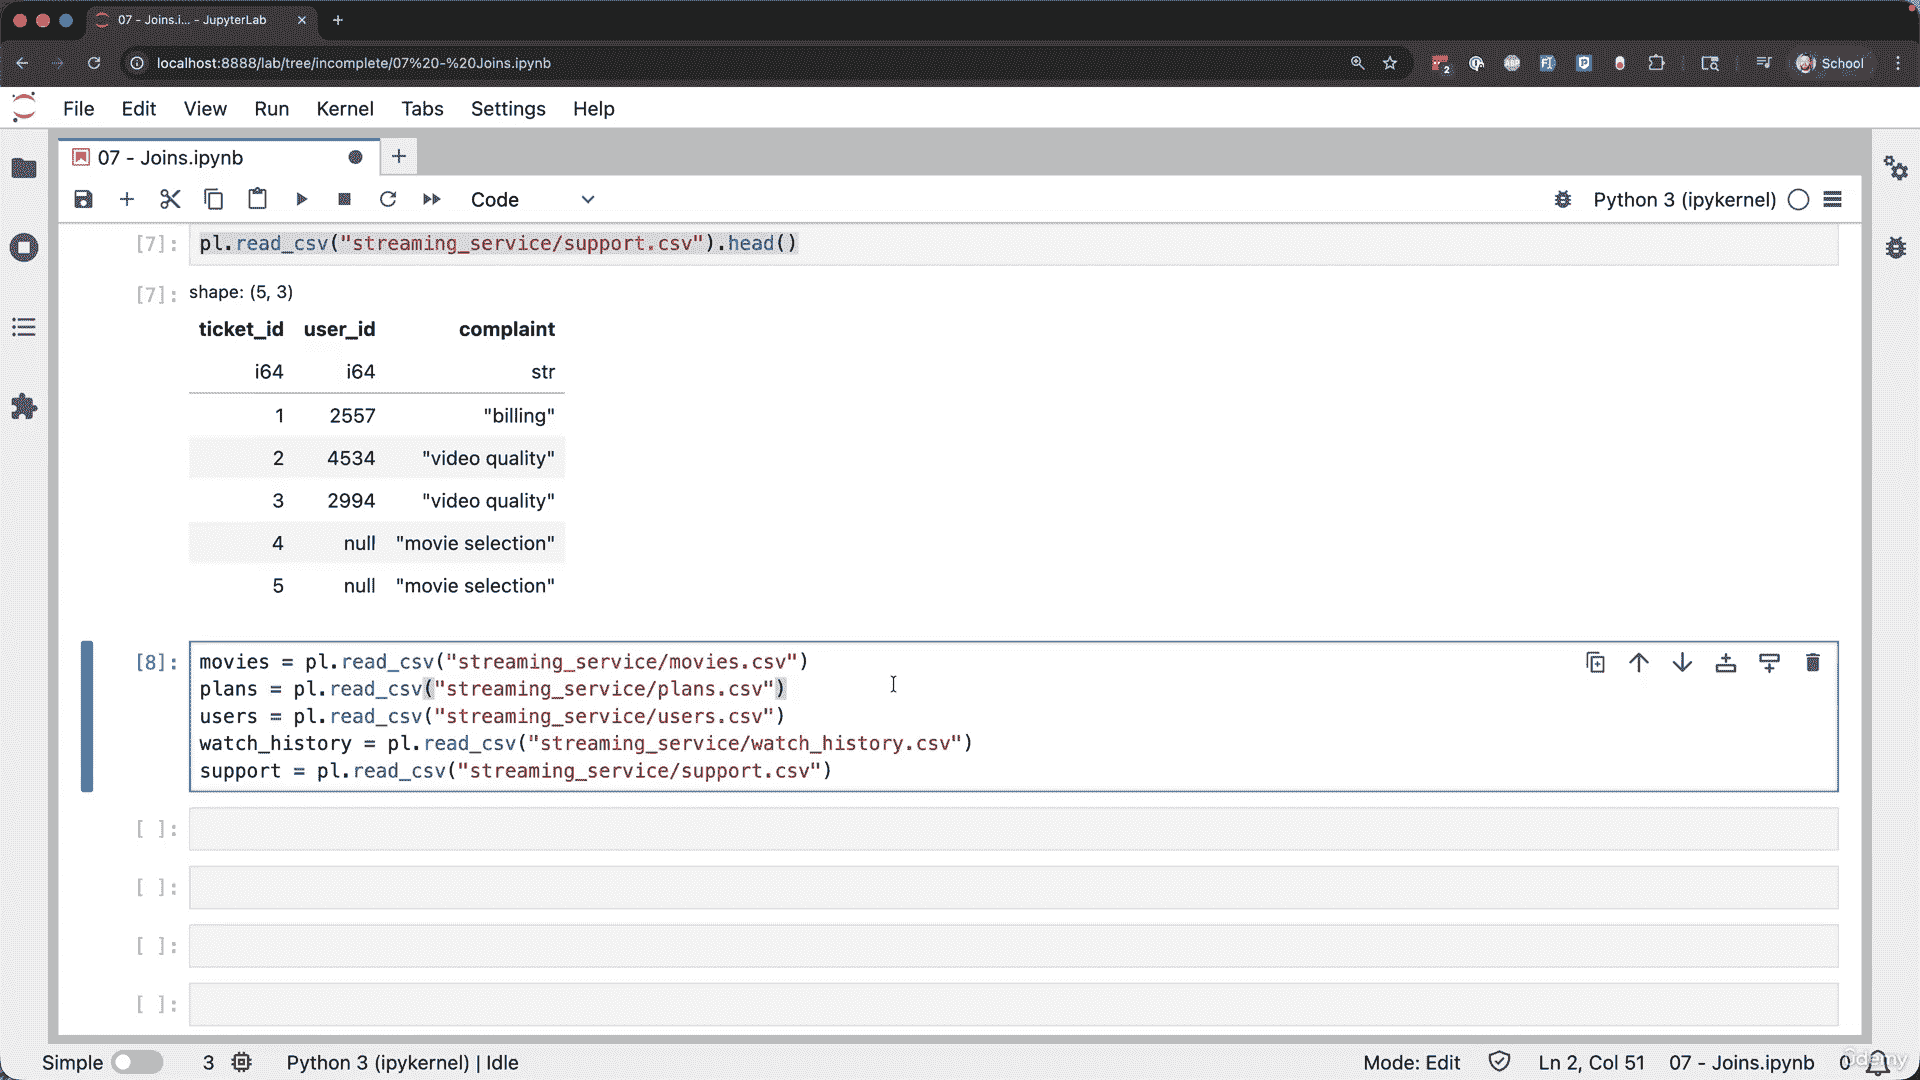 07 - Joins.i... - JupyterLab
localhost:8888/lab/tree/incomplete/07%20-%20Joins.ipynb
2
School
File Edit View Run Kernel Tabs Settings Help
07 - Joins.ipynb
Code
Python 3 (ipykernel)
[7]: pl.read_csv("streaming_service/support.csv").head()
[7]: shape: (5, 3)
ticket_id user_id complaint
i64 i64 str
1 2557 "billing"
2 4534 "video quality"
3 2994 "video quality"
4 null "movie selection"
5 null "movie selection"
[8]: movies = pl.read_csv("streaming_service/movies.csv")
plans = pl.read_csv("streaming_service/plans.csv")
users = pl.read_csv("streaming_service/users.csv")
watch_history = pl.read_csv("streaming_service/watch_history.csv")
support = pl.read_csv("streaming_service/support.csv")
[ ]:
[ ]:
[ ]:
[ ]:
Simple 3 Python 3 (ipykernel) | Idle Mode: Edit Ln 2, Col 51 07 - Joins.ipynb 0
Udemy